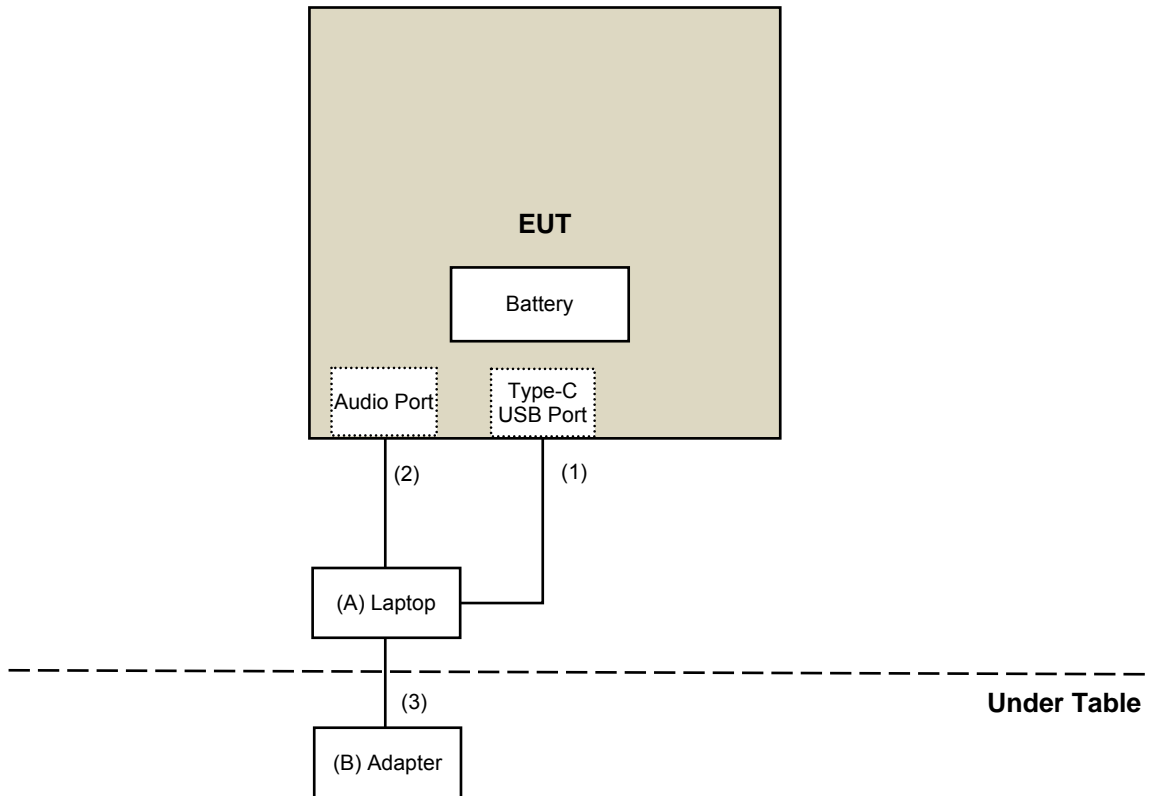 EUT
Battery
Audio Port
Type-C
USB Port
(2)
(1)
(A) Laptop
(3)
Under Table
(B) Adapter